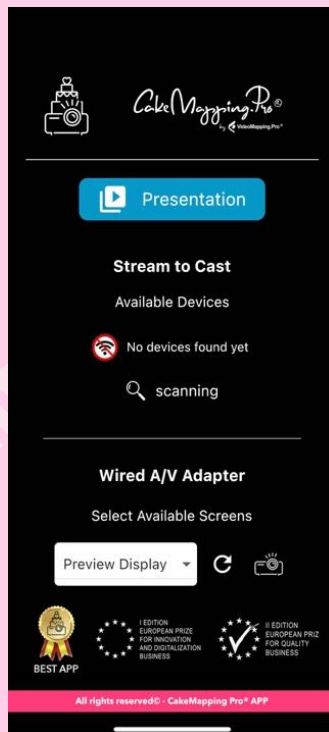 CakeMapping.Pro®
by VideoMapping.Pro®
Presentation
Stream to Cast
Available Devices
No devices found yet
scanning
Wired A/V Adapter
Select Available Screens
Preview Display
BEST APP
I EDITION
EUROPEAN PRIZE
FOR INNOVATION
AND DIGITALIZATION
BUSINESS
II EDITION
EUROPEAN PRIZ
FOR QUALITY
BUSINESS
All rights reserved© - CakeMapping Pro® APP